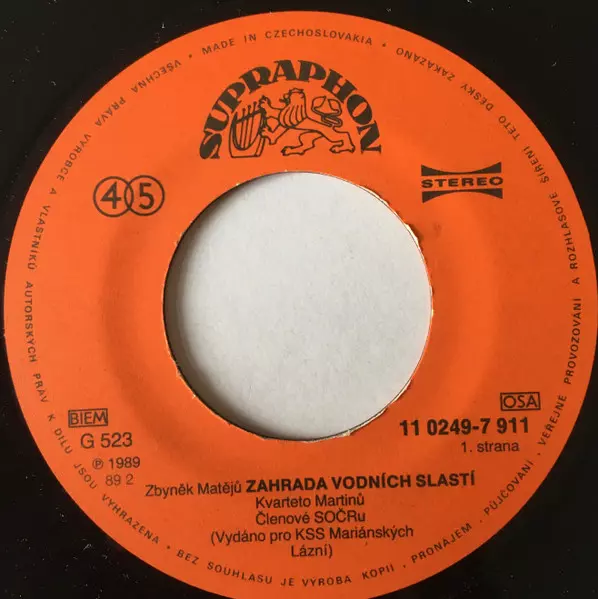 VŠECHNA PRÁVA VÝROBCE A VLASTNÍKŮ AUTORSKÝCH PRÁV K DÍLU JSOU VYHRAZENA • BEZ SOUHLASU JE VÝROBA KOPIÍ, PRONÁJEM, PŮJČOVÁNÍ, VEŘEJNÉ PROVOZOVÁNÍ A ROZHLASOVÉ ŠÍŘENÍ TÉTO DESKY ZAKÁZÁNO • MADE IN CZECHOSLOVAKIA •
SUPRAPHON
45
STEREO
BIEM
G 523
℗ 1989
89 2
OSA
11 0249-7 911
1. strana
Zbyněk Matějů ZAHRADA VODNÍCH SLASTÍ
Kvarteto Martinů
Členové SOČRu
(Vydáno pro KSS Mariánských
Lázní)